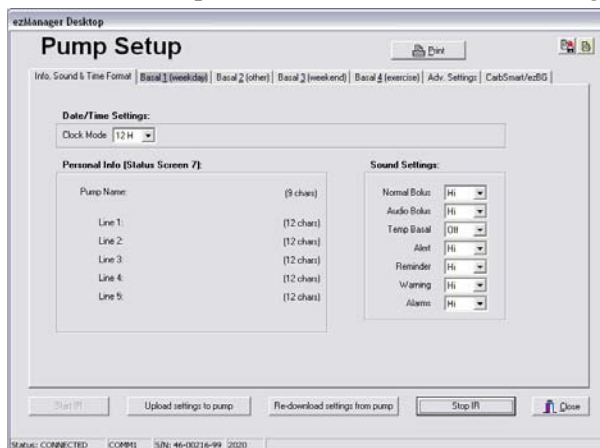 ezManager Desktop
Pump Setup
Print
Info, Sound & Time Format
Basal 1 (weekday)
Basal 2 (other)
Basal 3 (weekend)
Basal 4 (exercise)
Adv. Settings
CarbSmart/ezBG
Date/Time Settings:
Clock Mode 12 H
Personal Info (Status Screen 7):
Pump Name: (9 chars)
Line 1: (12 chars)
Line 2: (12 chars)
Line 3: (12 chars)
Line 4: (12 chars)
Line 5: (12 chars)
Sound Settings:
Normal Bolus Hi
Audio Bolus Hi
Temp Basal Off
Alert Hi
Reminder Hi
Warning Hi
Alarms Hi
Start IR
Upload settings to pump
Re-download settings from pump
Stop IR
Close
Status: CONNECTED COMM1 S/N: 46-00216-99 2020